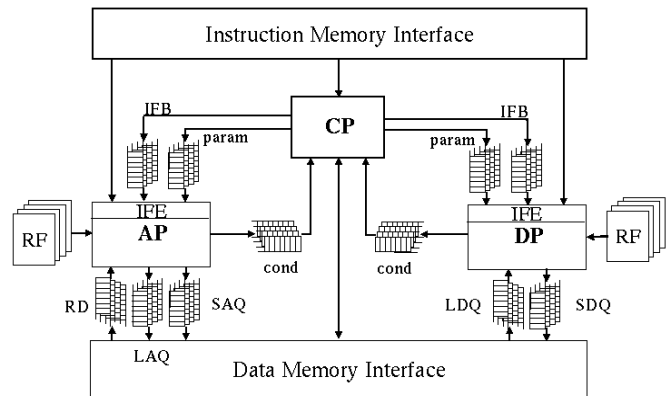 Instruction Memory Interface
IFB
CP
IFB
param
param
IFE
AP
RF
IFE
DP
RF
cond
cond
RD
SAQ
LAQ
LDQ
SDQ
Data Memory Interface